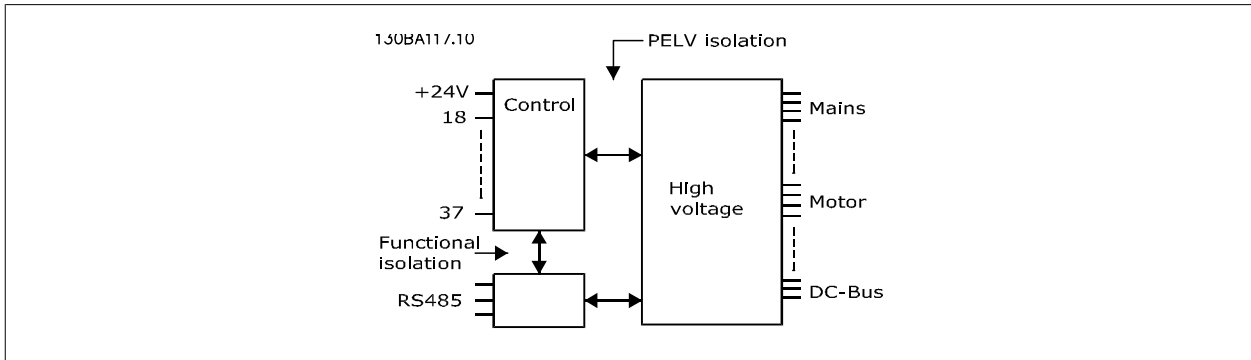 130BA117.10
PELV isolation
+24V
Control
18
37
Functional
isolation
RS485
High
voltage
Mains
Motor
DC-Bus